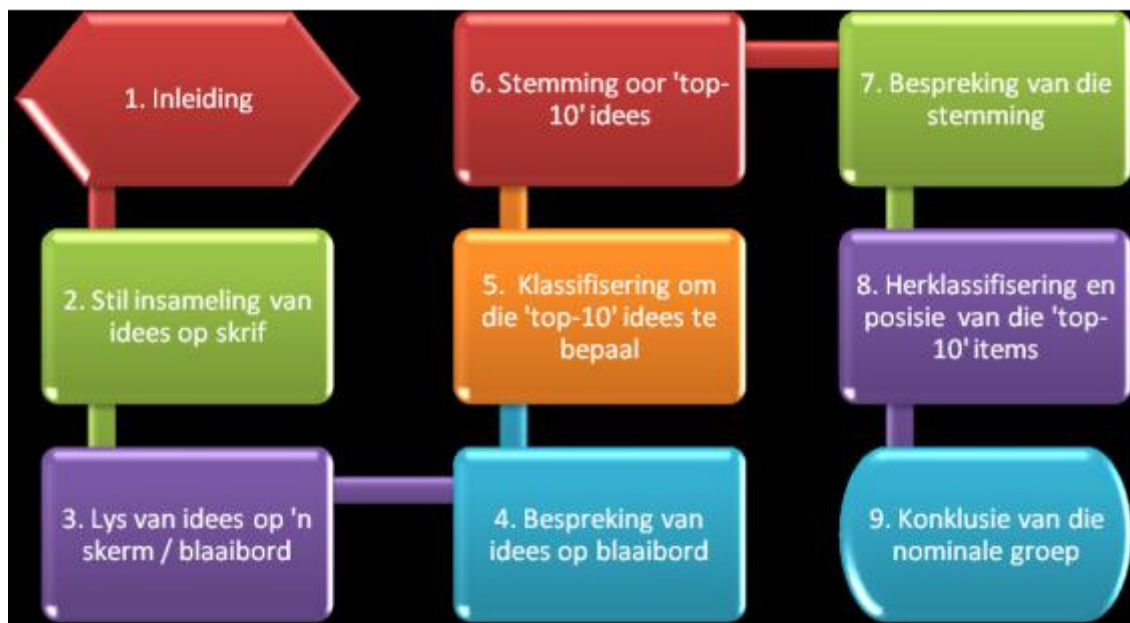 1. Inleiding
2. Stil insameling van
idees op skrif
3. Lys van idees op 'n
skerm / blaaibord
4. Bespreking van
idees op blaaibord
5. Klassifisering om
die 'top-10' idees te
bepaal
6. Stemming oor 'top-
10' idees
7. Bespreking van die
stemming
8. Herklassifisering en
posisie van die 'top-
10' items
9. Konklusie van die
nominale groep